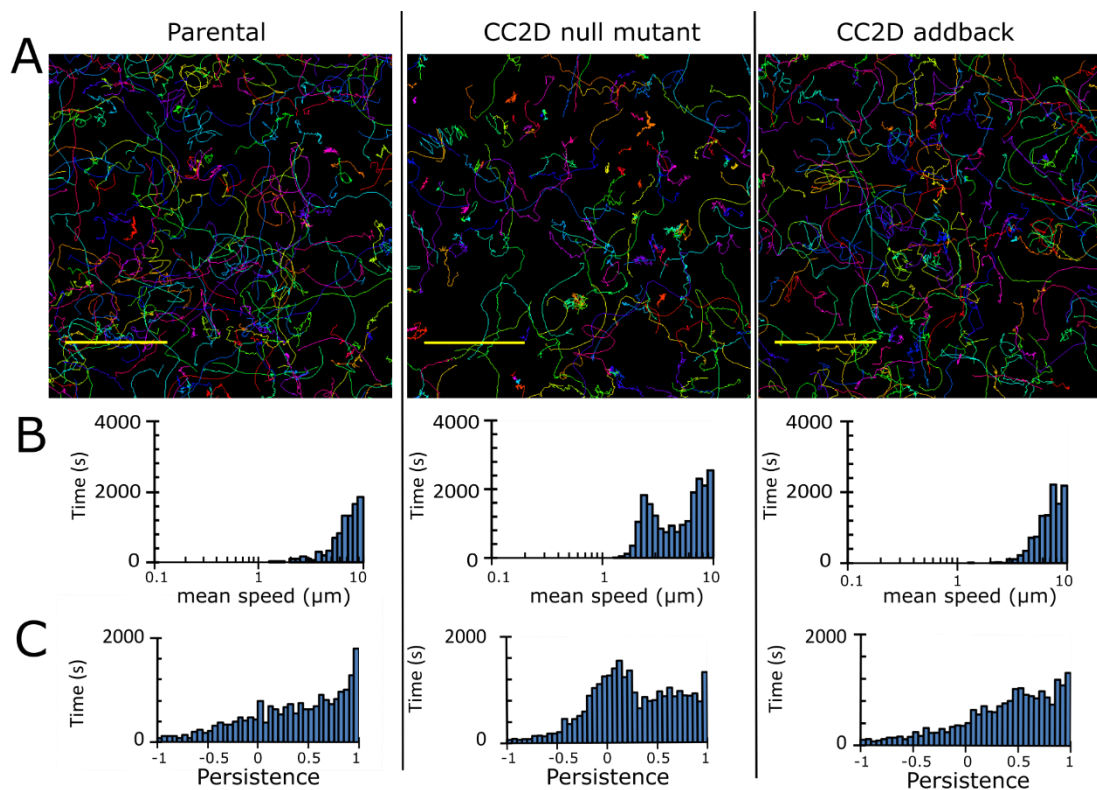 Parental
CC2D null mutant
CC2D addback
A
B
4000
2000
0
Time (s)
0.1
1
10
mean speed (µm)
4000
2000
0
Time (s)
0.1
1
10
mean speed (µm)
4000
2000
0
Time (s)
0.1
1
10
mean speed (µm)
C
2000
0
Time (s)
-1
-0.5
0
0.5
1
Persistence
2000
0
Time (s)
-1
-0.5
0
0.5
1
Persistence
2000
0
Time (s)
-1
-0.5
0
0.5
1
Persistence